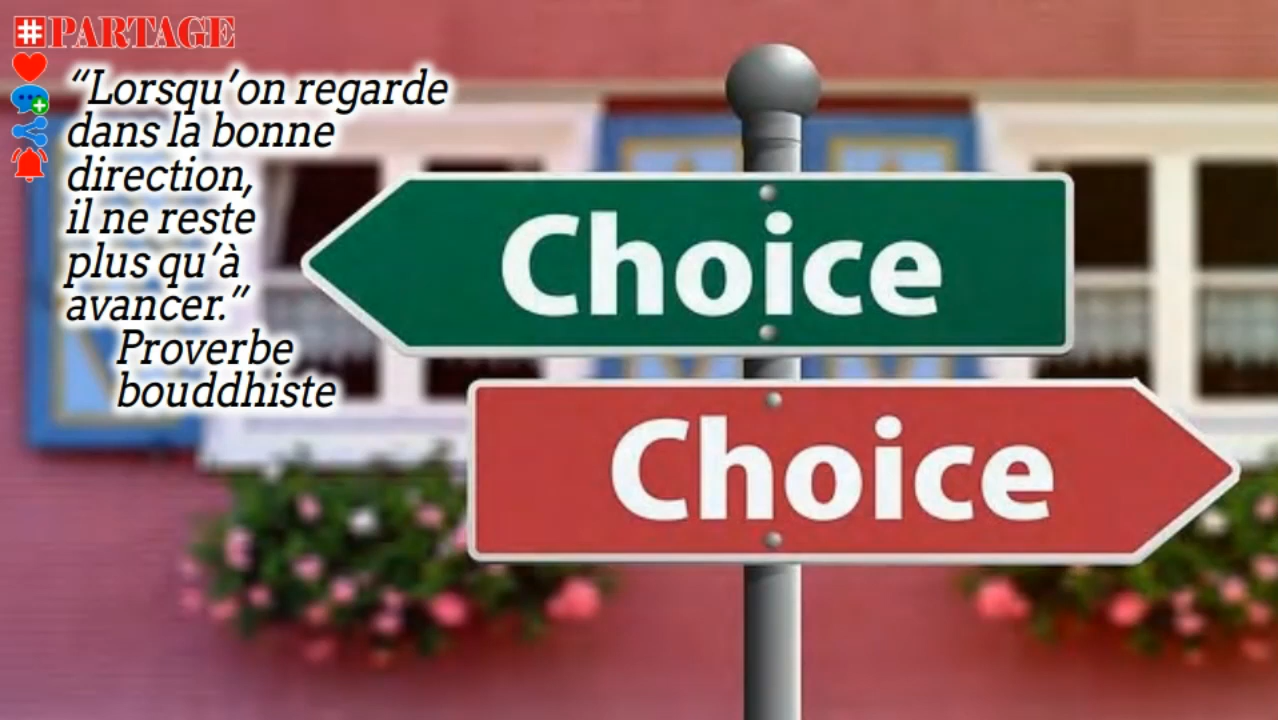 #PARTAGE
“Lorsqu’on regarde
dans la bonne
direction,
il ne reste
plus qu’à
avancer.”
Proverbe
bouddhiste
Choice
Choice